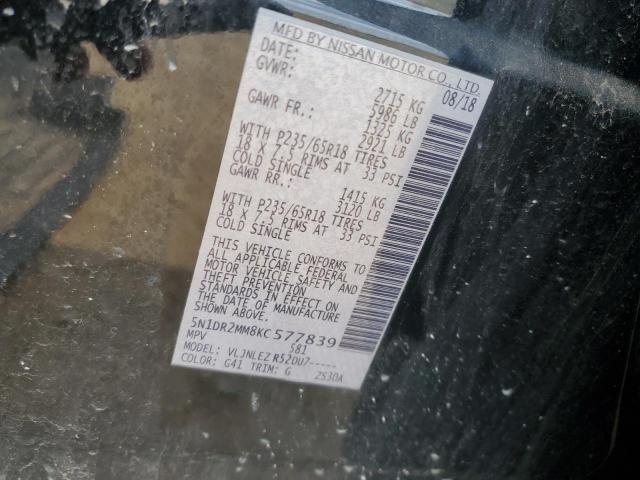 MFD BY NISSAN MOTOR CO., LTD.
DATE: 08/18
GVWR: 2715 KG
5986 LB
GAWR FR.: 1325 KG
2921 LB
WITH P235/65R18 TIRES
18 X 7.5 RIMS AT 33 PSI
COLD SINGLE
GAWR RR.: 1415 KG
3120 LB
WITH P235/65R18 TIRES
18 X 7.5 RIMS AT 33 PSI
COLD SINGLE
THIS VEHICLE CONFORMS TO
ALL APPLICABLE FEDERAL
MOTOR VEHICLE SAFETY AND
THEFT PREVENTION
STANDARDS IN EFFECT ON
THE DATE OF MANUFACTURE
SHOWN ABOVE.
5N1DR2MM8KC577839
MPV 581
MODEL: VLJNLEZ R520U7-----
COLOR: G41 TRIM: G 2S30A